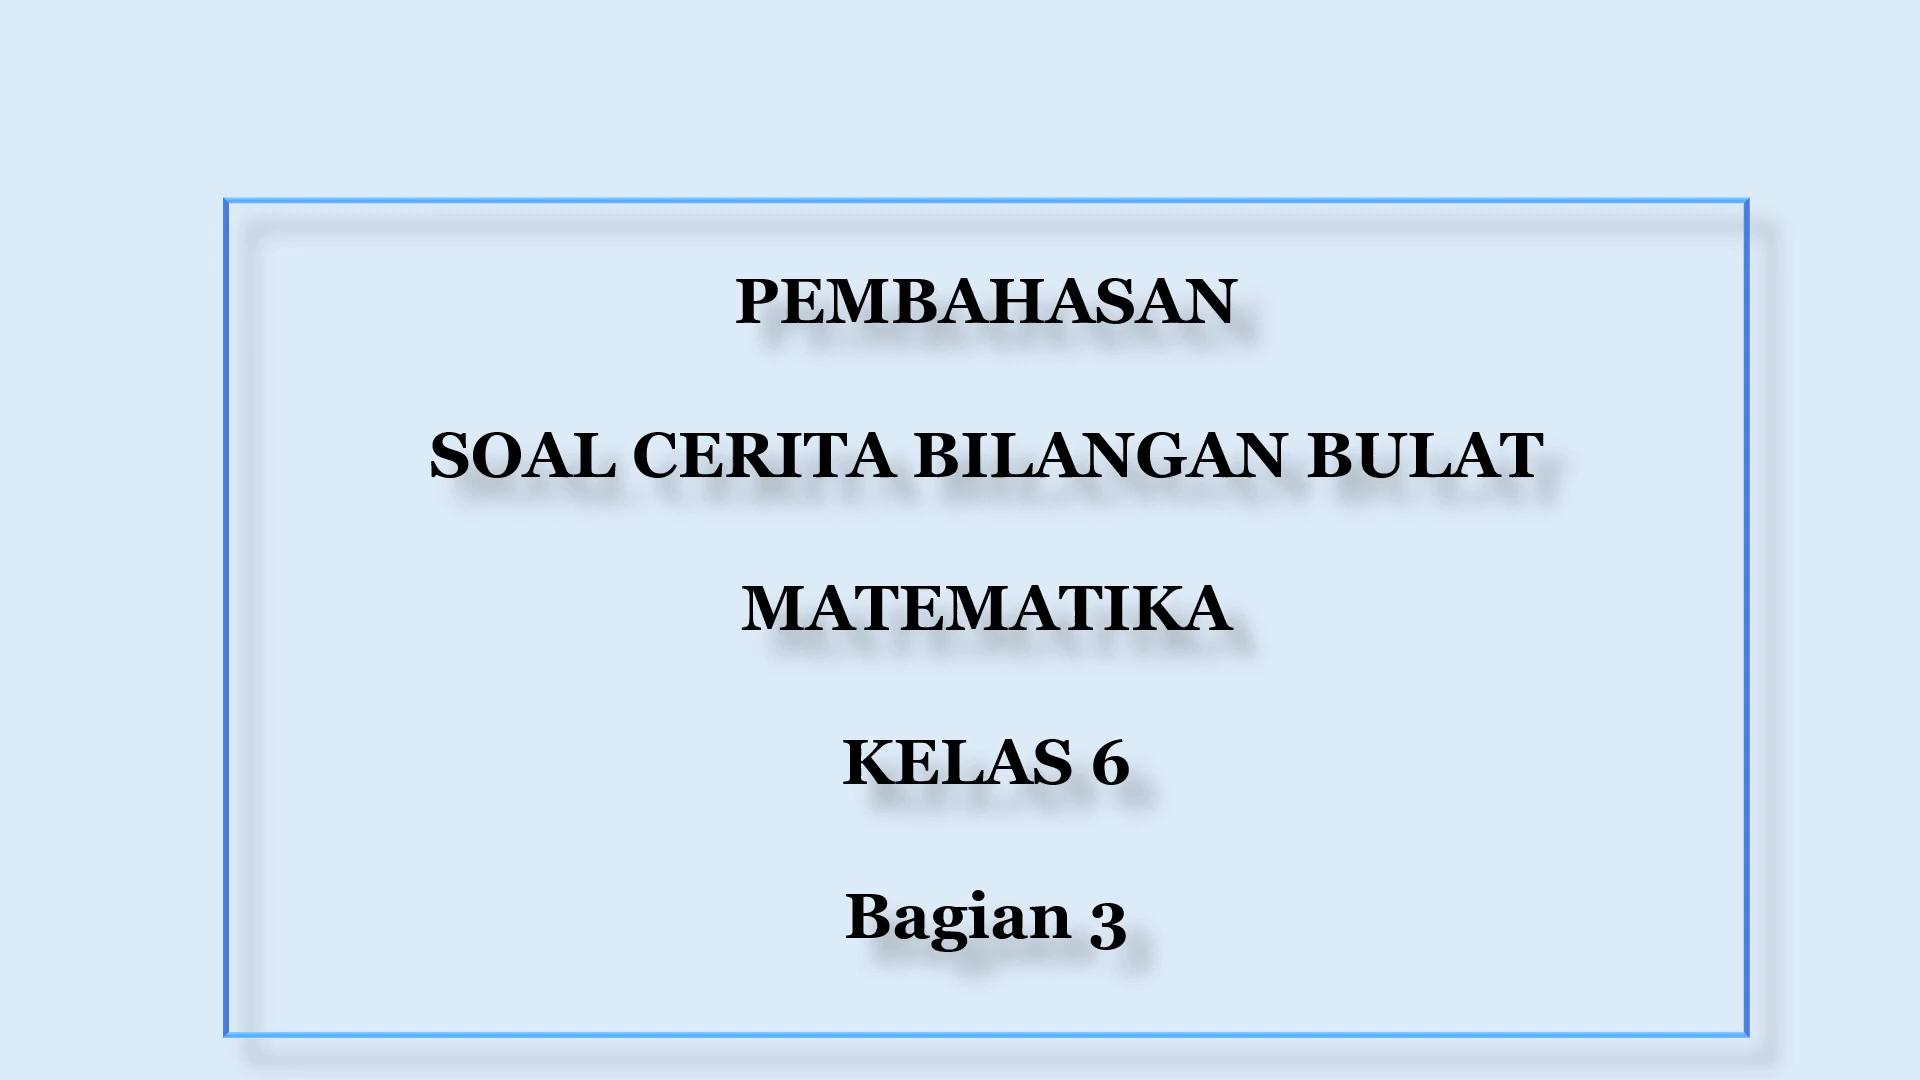 PEMBAHASAN
SOAL CERITA BILANGAN BULAT
MATEMATIKA
KELAS 6
Bagian 3